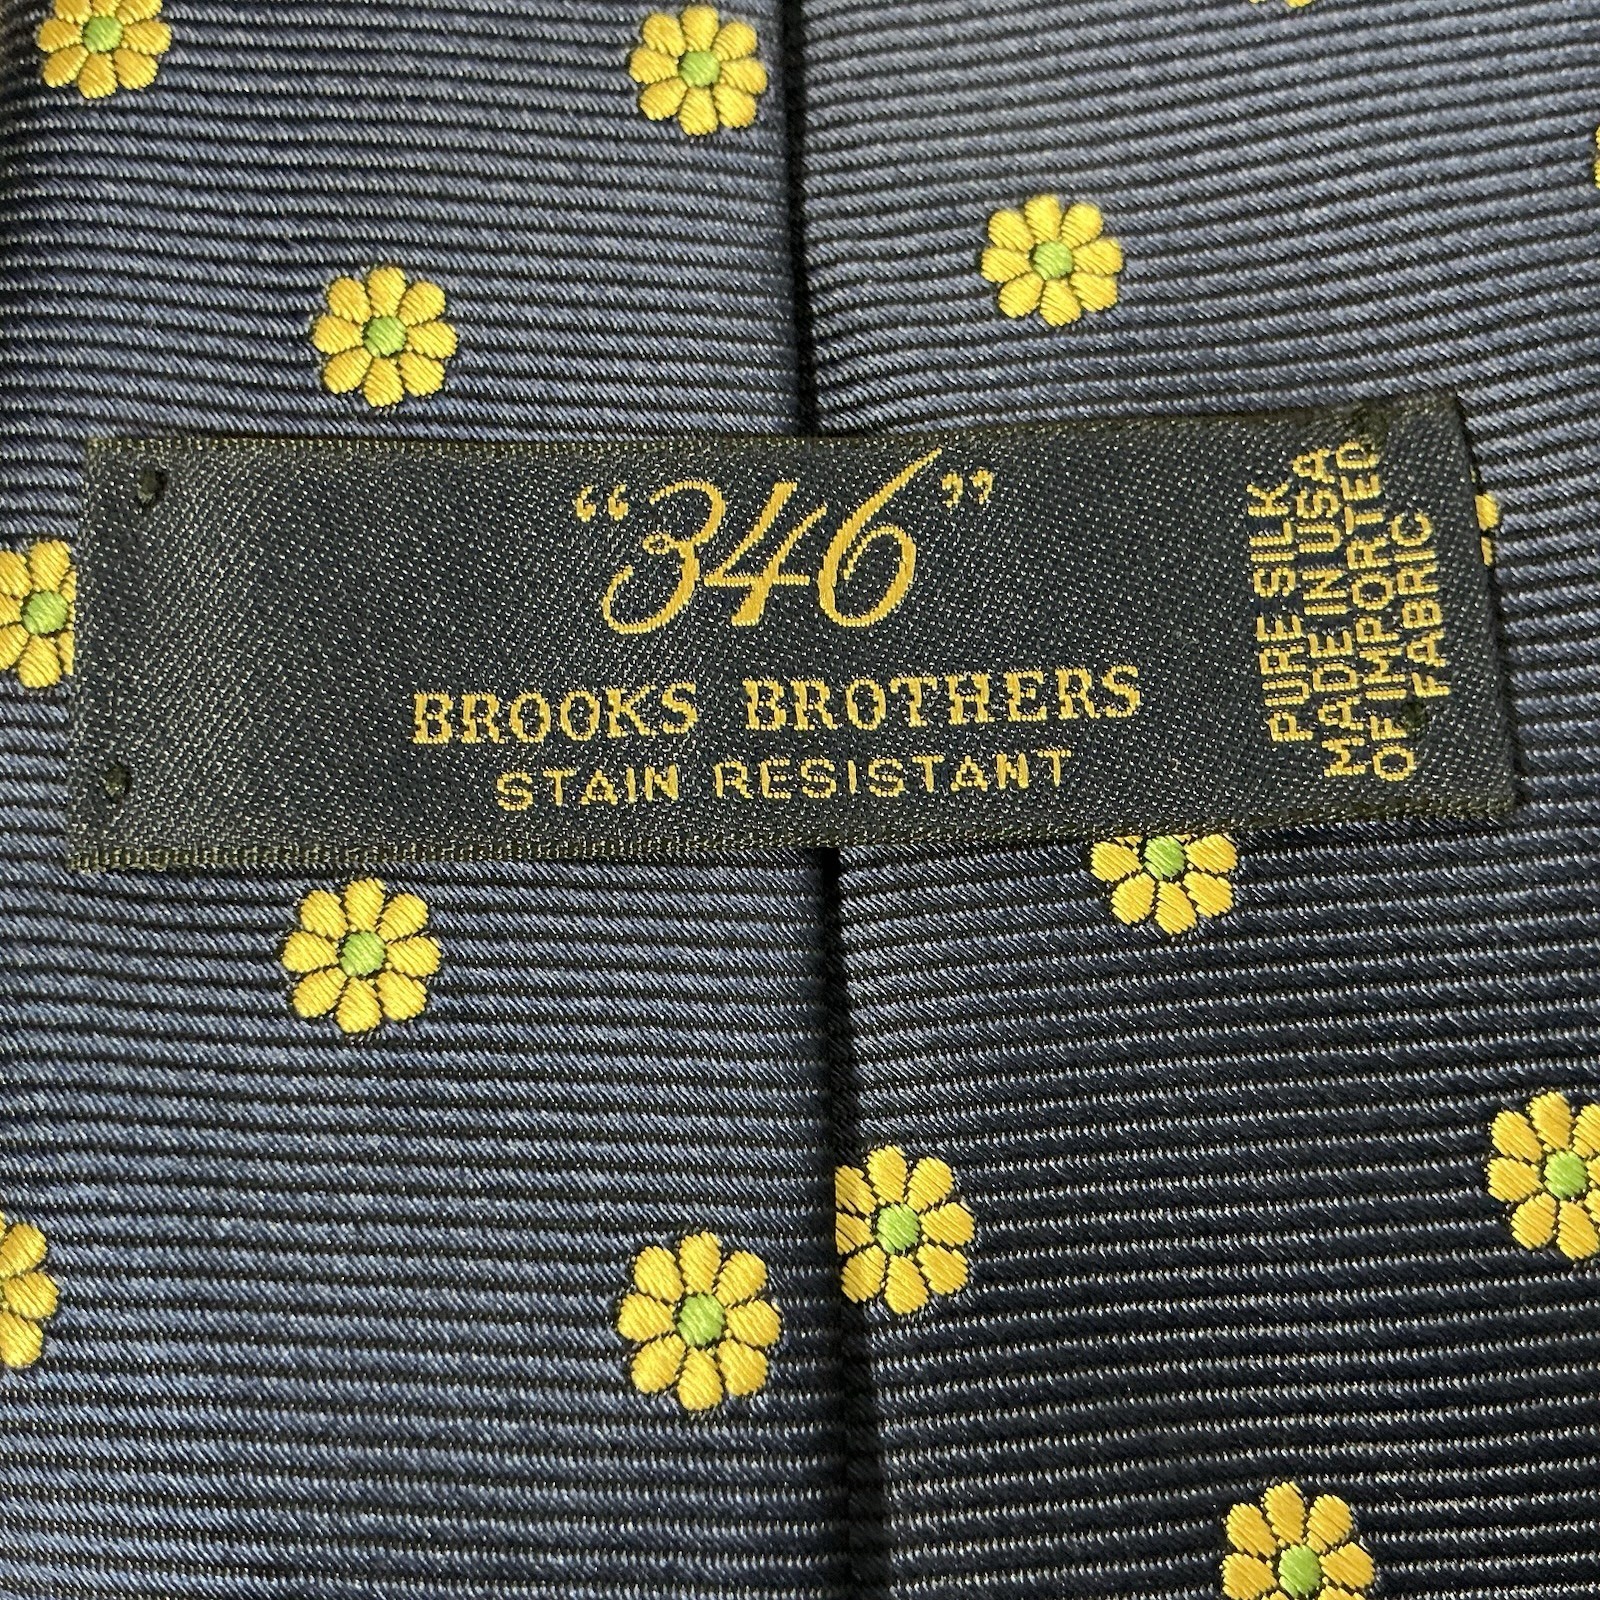 “346”
BROOKS BROTHERS
STAIN RESISTANT
PURE SILK
MADE IN USA
OF IMPORTED
FABRIC